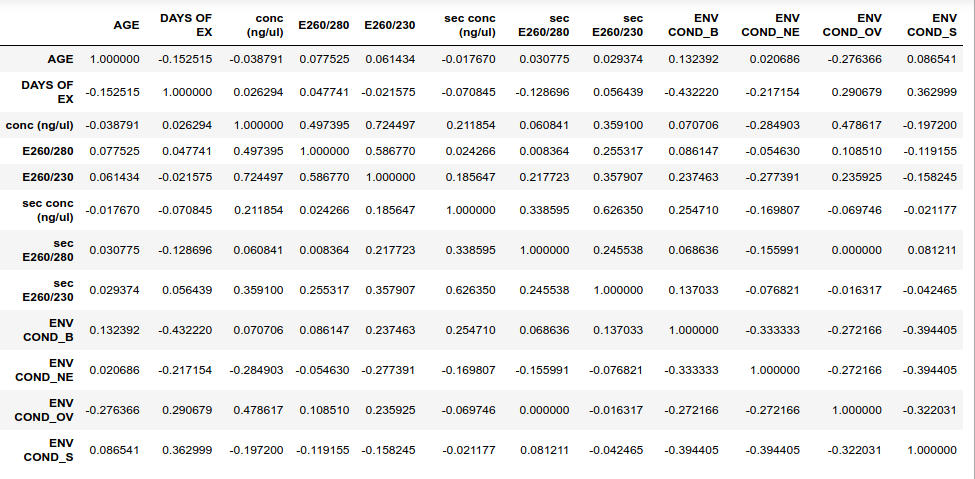 AGE DAYS OF EX conc (ng/ul) E260/280 E260/230 sec conc (ng/ul) sec E260/280 sec E260/230 ENV COND_B ENV COND_NE ENV COND_OV ENV COND_S
AGE 1.000000 -0.152515 -0.038791 0.077525 0.061434 -0.017670 0.030775 0.029374 0.132392 0.020686 -0.276366 0.086541
DAYS OF EX -0.152515 1.000000 0.026294 0.047741 -0.021575 -0.070845 -0.128696 0.056439 -0.432220 -0.217154 0.290679 0.362999
conc (ng/ul) -0.038791 0.026294 1.000000 0.497395 0.724497 0.211854 0.060841 0.359100 0.070706 -0.284903 0.478617 -0.197200
E260/280 0.077525 0.047741 0.497395 1.000000 0.586770 0.024266 0.008364 0.255317 0.086147 -0.054630 0.108510 -0.119155
E260/230 0.061434 -0.021575 0.724497 0.586770 1.000000 0.185647 0.217723 0.357907 0.237463 -0.277391 0.235925 -0.158245
sec conc (ng/ul) -0.017670 -0.070845 0.211854 0.024266 0.185647 1.000000 0.338595 0.626350 0.254710 -0.169807 -0.069746 -0.021177
sec E260/280 0.030775 -0.128696 0.060841 0.008364 0.217723 0.338595 1.000000 0.245538 0.068636 -0.155991 0.000000 0.081211
sec E260/230 0.029374 0.056439 0.359100 0.255317 0.357907 0.626350 0.245538 1.000000 0.137033 -0.076821 -0.016317 -0.042465
ENV COND_B 0.132392 -0.432220 0.070706 0.086147 0.237463 0.254710 0.068636 0.137033 1.000000 -0.333333 -0.272166 -0.394405
ENV COND_NE 0.020686 -0.217154 -0.284903 -0.054630 -0.277391 -0.169807 -0.155991 -0.076821 -0.333333 1.000000 -0.272166 -0.394405
ENV COND_OV -0.276366 0.290679 0.478617 0.108510 0.235925 -0.069746 0.000000 -0.016317 -0.272166 -0.272166 1.000000 -0.322031
ENV COND_S 0.086541 0.362999 -0.197200 -0.119155 -0.158245 -0.021177 0.081211 -0.042465 -0.394405 -0.394405 -0.322031 1.000000